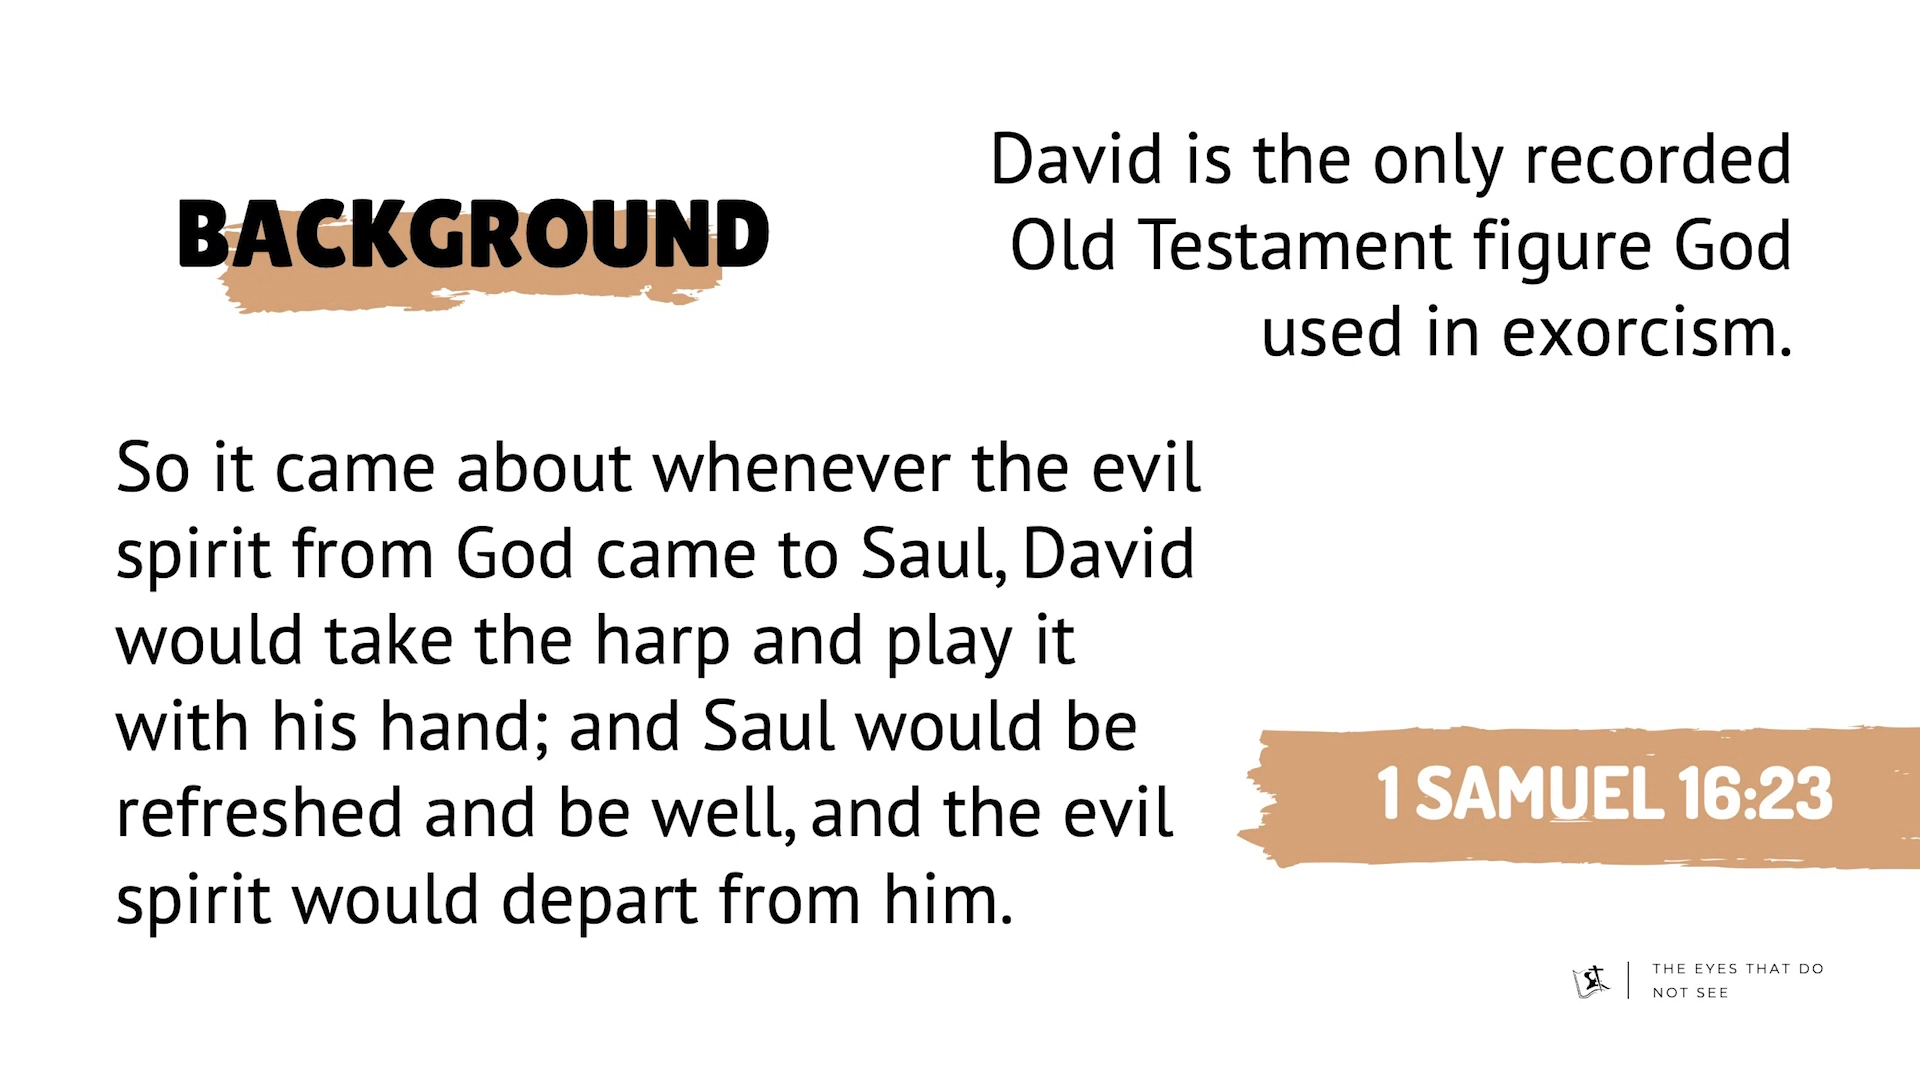 BACKGROUND
David is the only recorded
Old Testament figure God
used in exorcism.
So it came about whenever the evil
spirit from God came to Saul, David
would take the harp and play it
with his hand; and Saul would be
refreshed and be well, and the evil
spirit would depart from him.
1 SAMUEL 16:23
THE EYES THAT DO
NOT SEE